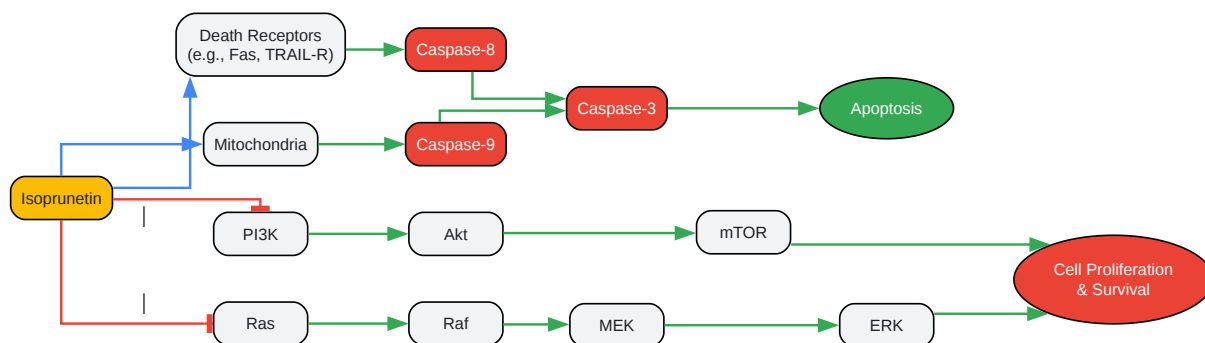 Death Receptors
(e.g., Fas, TRAIL-R)
Caspase-8
Caspase-3
Apoptosis
Mitochondria
Caspase-9
Isoprunetin
|
PI3K
Akt
mTOR
Cell Proliferation
& Survival
|
Ras
Raf
MEK
ERK